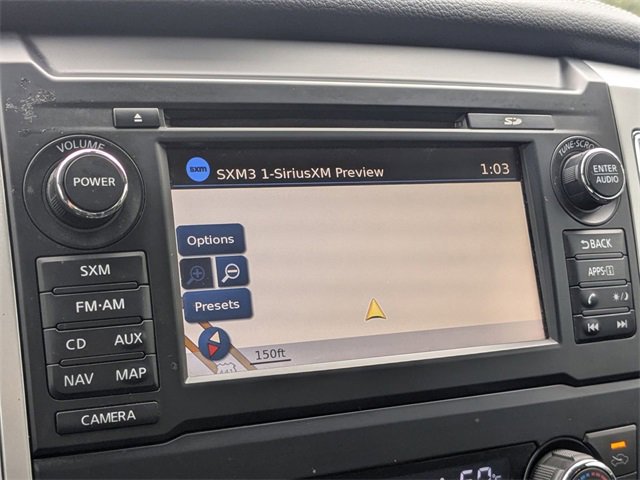 SD
VOLUME
POWER
sxm SXM3 1-SiriusXM Preview 1:03
TUNE·SCROLL
ENTER
AUDIO
Options
Presets
150ft
SXM
FM·AM
CD AUX
NAV MAP
CAMERA
BACK
APPS·i
60